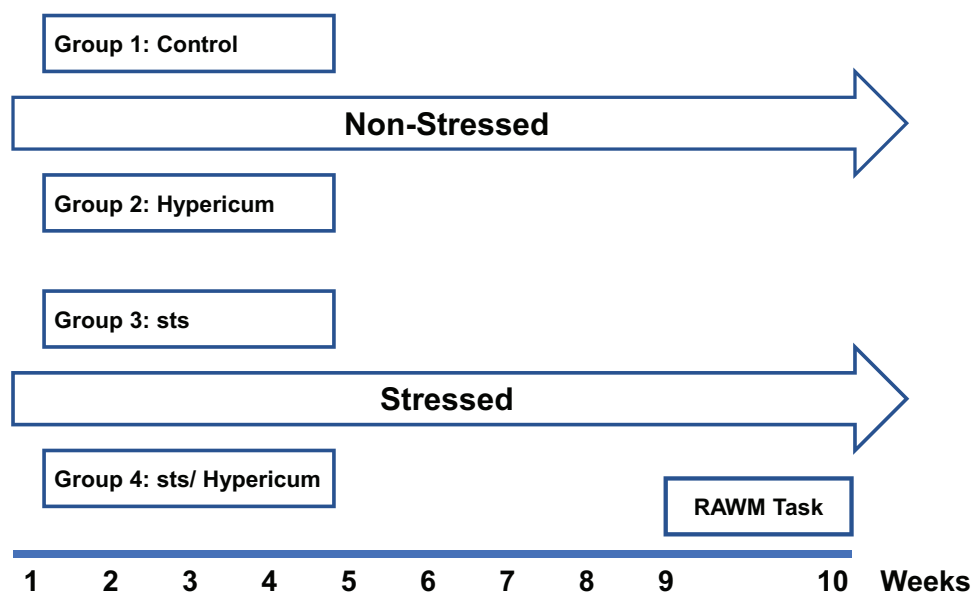 Group 1: Control
Non-Stressed
Group 2: Hypericum
Group 3: sts
Stressed
Group 4: sts/ Hypericum
RAWM Task
1 2 3 4 5 6 7 8 9 10 Weeks